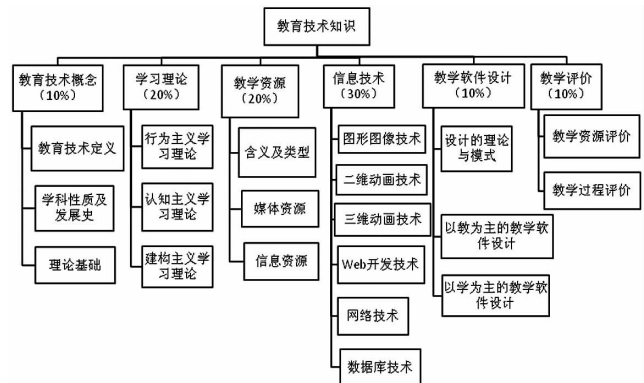 教育技术知识
教育技术概念
（10%）
教育技术定义
学科性质及
发展史
理论基础
学习理论
（20%）
行为主义学
习理论
认知主义学
习理论
建构主义学
习理论
教学资源
（20%）
含义及类型
媒体资源
信息资源
信息技术
（30%）
图形图像技术
二维动画技术
三维动画技术
Web开发技术
网络技术
数据库技术
教学软件设计
（10%）
设计的理论
与模式
以教为主的教学软
件设计
以学为主的教学软
件设计
教学评价
（10%）
教学资源评价
教学过程评价